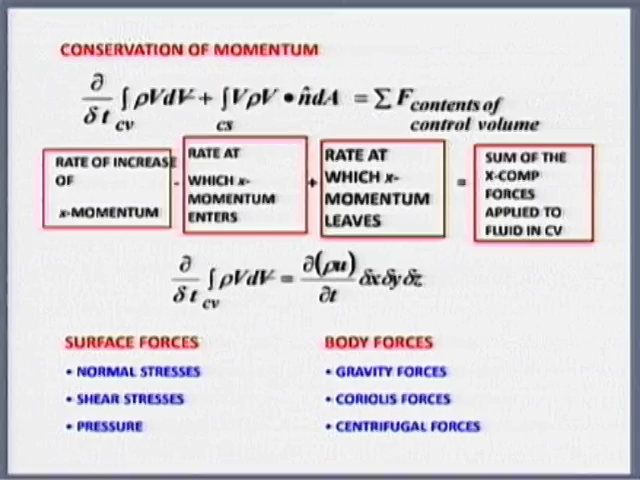 CONSERVATION OF MOMENTUM
∂/δt ∫cv ρVdV + ∫cs VρV • n̂dA = ∑ F contents of control volume
RATE OF INCREASE
OF
x-MOMENTUM
-
RATE AT
WHICH x-
MOMENTUM
ENTERS
+
RATE AT
WHICH x-
MOMENTUM
LEAVES
=
SUM OF THE
X-COMP
FORCES
APPLIED TO
FLUID IN CV
∂/δt ∫cv ρVdV = ∂(ρu)/∂t δxδyδz
SURFACE FORCES
• NORMAL STRESSES
• SHEAR STRESSES
• PRESSURE
BODY FORCES
• GRAVITY FORCES
• CORIOLIS FORCES
• CENTRIFUGAL FORCES